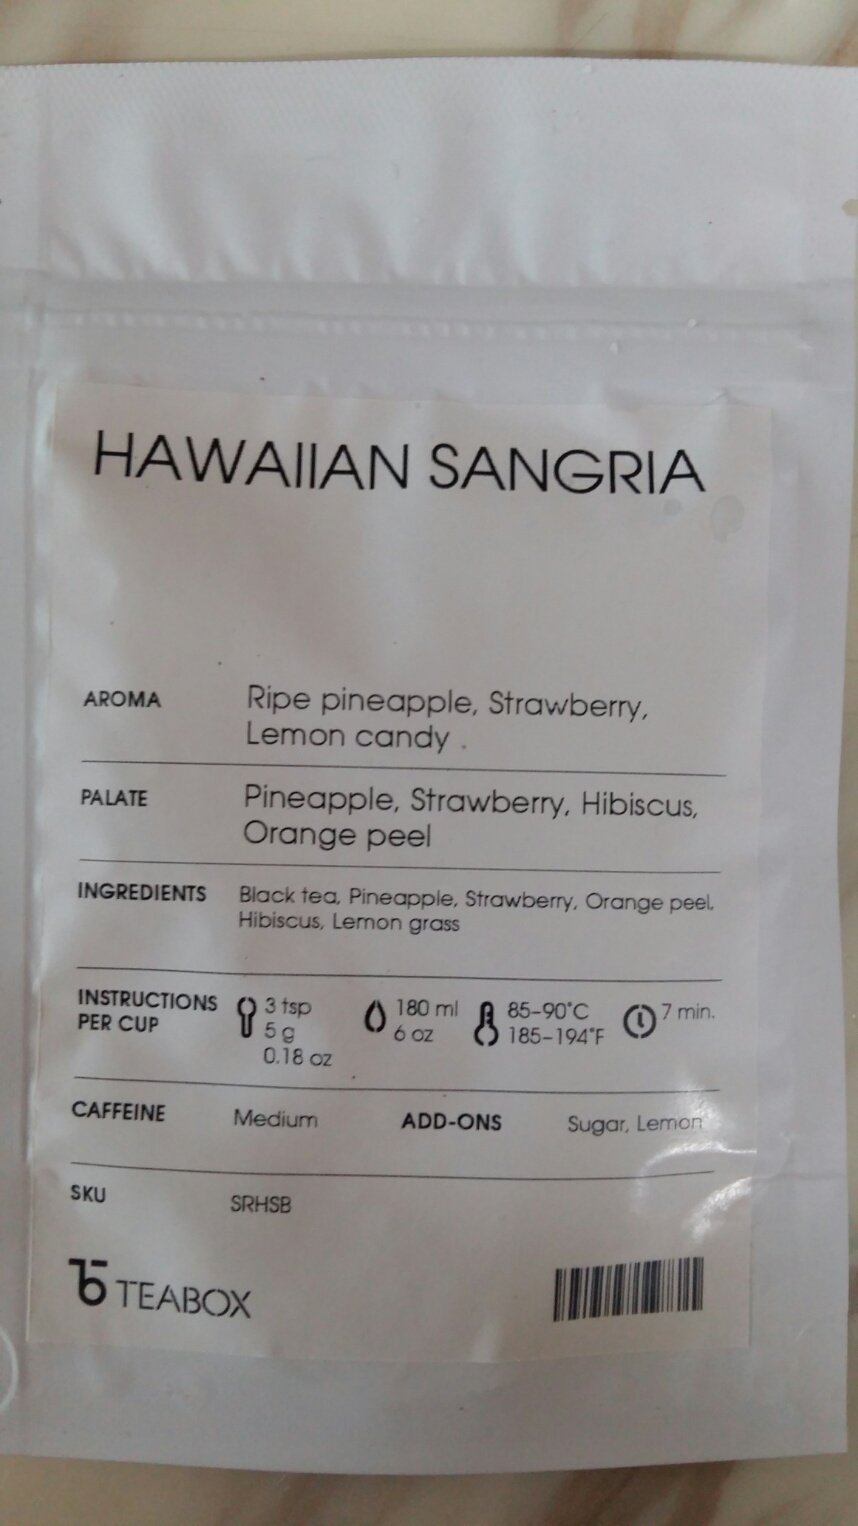 HAWAIIAN SANGRIA
AROMA Ripe pineapple, Strawberry,
Lemon candy .
PALATE Pineapple, Strawberry, Hibiscus,
Orange peel
INGREDIENTS Black tea, Pineapple, Strawberry, Orange peel,
Hibiscus, Lemon grass
INSTRUCTIONS PER CUP
3 tsp
5 g
0.18 oz
180 ml
6 oz
85–90°C
185–194°F
7 min.
CAFFEINE Medium ADD-ONS Sugar, Lemon
SKU SRHSB
tb TEABOX